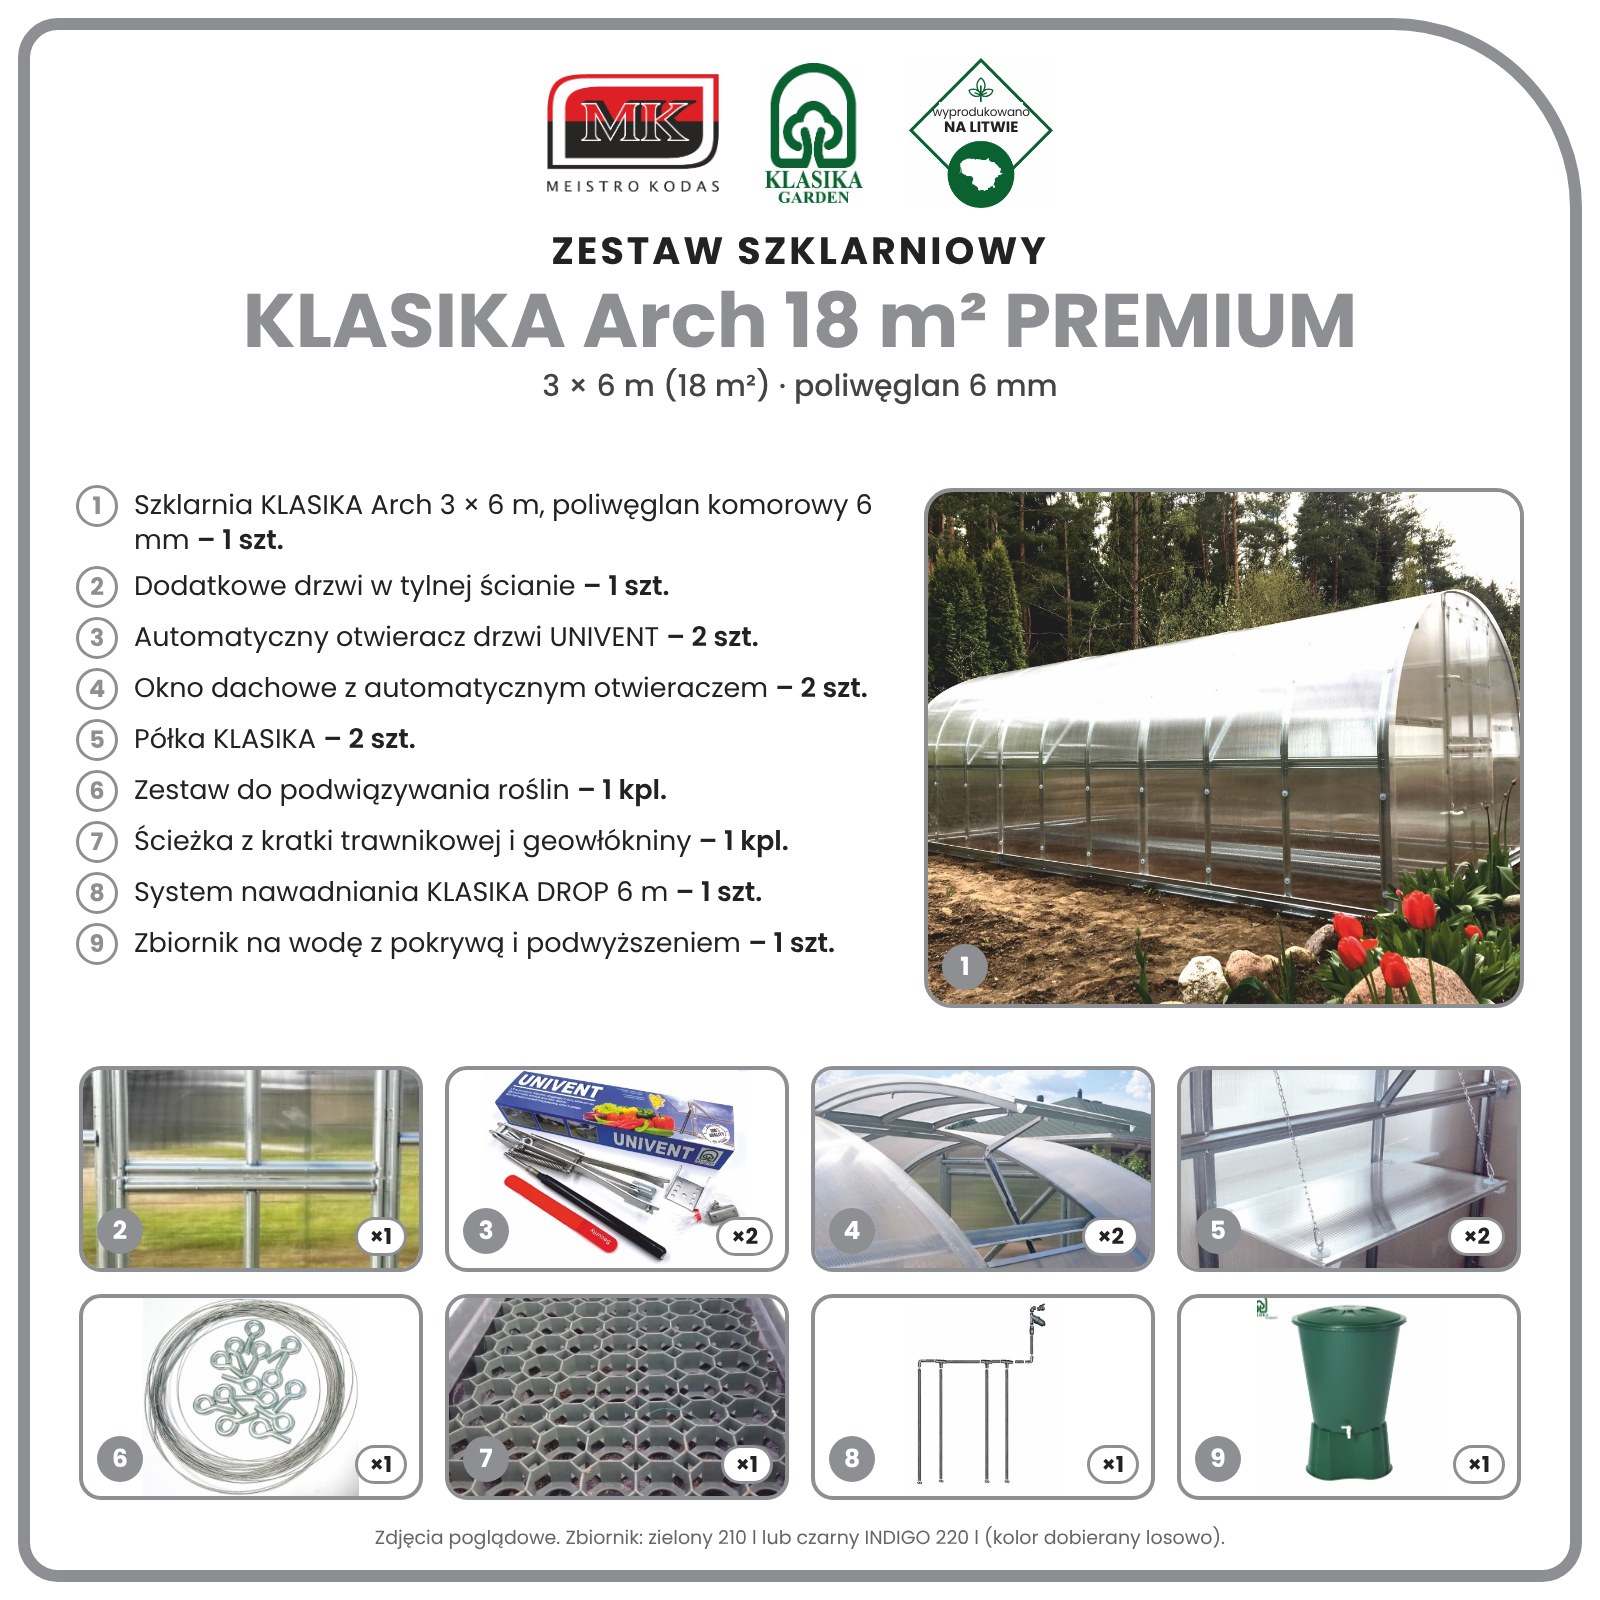 MK
MEISTRO KODAS
KLASIKA
GARDEN
wyprodukowano
NA LITWIE
ZESTAW SZKLARNIOWY
KLASIKA Arch 18 m² PREMIUM
3 × 6 m (18 m²) · poliwęglan 6 mm
1 Szklarnia KLASIKA Arch 3 × 6 m, poliwęglan komorowy 6
mm – 1 szt.
2 Dodatkowe drzwi w tylnej ścianie – 1 szt.
3 Automatyczny otwieracz drzwi UNIVENT – 2 szt.
4 Okno dachowe z automatycznym otwieraczem – 2 szt.
5 Półka KLASIKA – 2 szt.
6 Zestaw do podwiązywania roślin – 1 kpl.
7 Ścieżka z kratki trawnikowej i geowłókniny – 1 kpl.
8 System nawadniania KLASIKA DROP 6 m – 1 szt.
9 Zbiornik na wodę z pokrywą i podwyższeniem – 1 szt.
1
2 ×1
UNIVENT
UNIVENT
Security
3 ×2
4 ×2
5 ×2
6 ×1
7 ×1
8 ×1
9 ×1
Zdjęcia poglądowe. Zbiornik: zielony 210 l lub czarny INDIGO 220 l (kolor dobierany losowo).